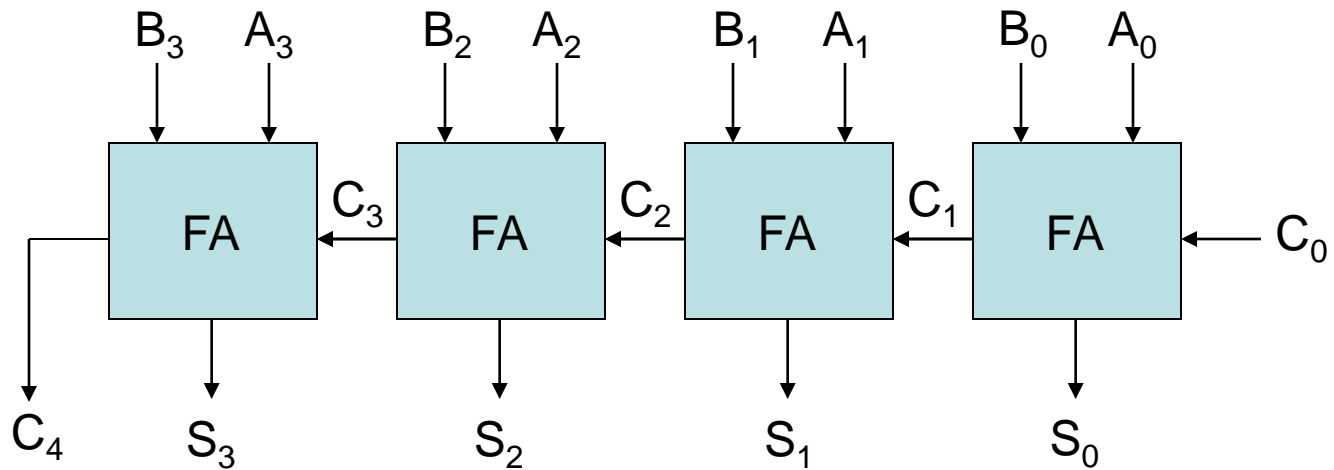 B₃ A₃ B₂ A₂ B₁ A₁ B₀ A₀
C₃ C₂ C₁
FA FA FA FA C₀
C₄ S₃ S₂ S₁ S₀